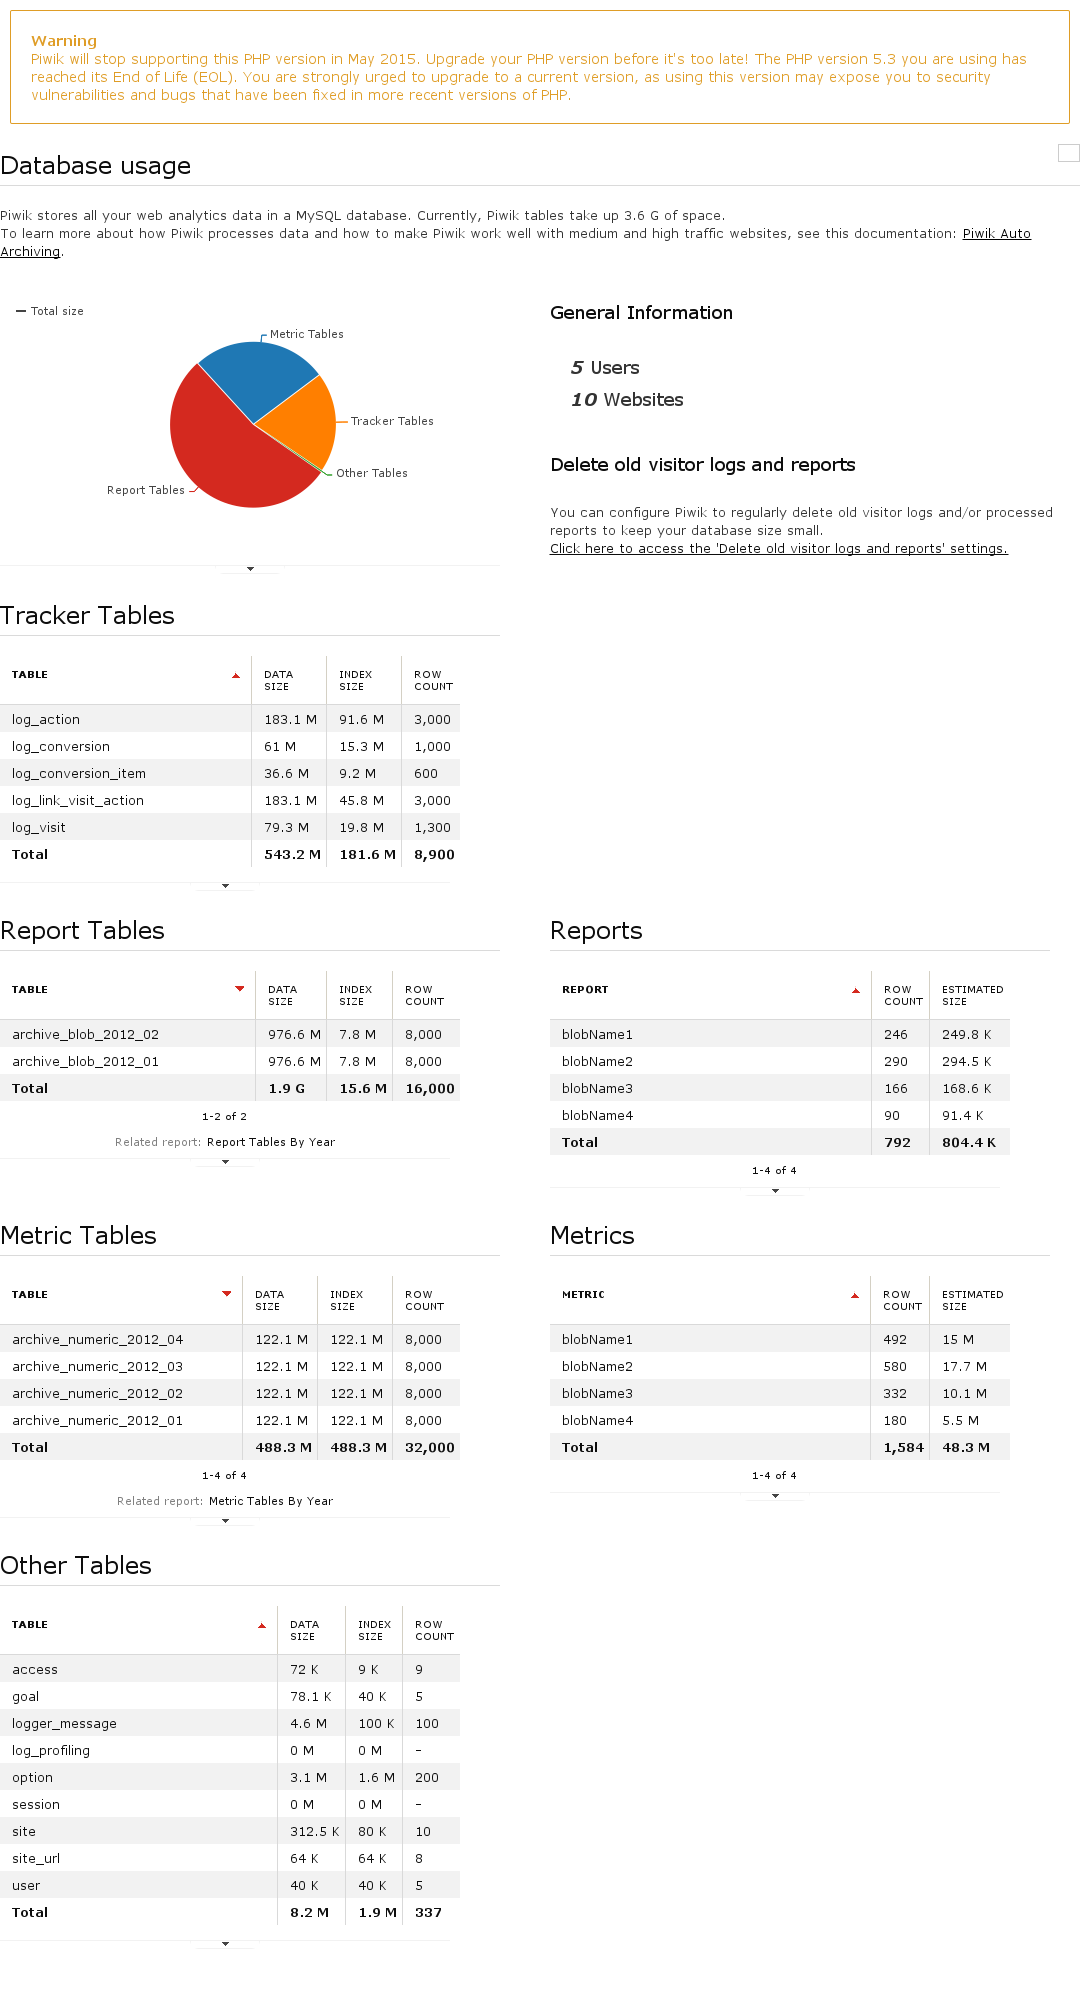 Warning
Piwik will stop supporting this PHP version in May 2015. Upgrade your PHP version before it's too late! The PHP version 5.3 you are using has
reached its End of Life (EOL). You are strongly urged to upgrade to a current version, as using this version may expose you to security
vulnerabilities and bugs that have been fixed in more recent versions of PHP.
Database usage
Piwik stores all your web analytics data in a MySQL database. Currently, Piwik tables take up 3.6 G of space.
To learn more about how Piwik processes data and how to make Piwik work well with medium and high traffic websites, see this documentation: Piwik Auto
Archiving.
Total size
Metric Tables
Tracker Tables
Other Tables
Report Tables
General Information
5 Users
10 Websites
Delete old visitor logs and reports
You can configure Piwik to regularly delete old visitor logs and/or processed
reports to keep your database size small.
Click here to access the 'Delete old visitor logs and reports' settings.
Tracker Tables
TABLE DATA SIZE INDEX SIZE ROW COUNT
log_action 183.1 M 91.6 M 3,000
log_conversion 61 M 15.3 M 1,000
log_conversion_item 36.6 M 9.2 M 600
log_link_visit_action 183.1 M 45.8 M 3,000
log_visit 79.3 M 19.8 M 1,300
Total 543.2 M 181.6 M 8,900
Report Tables
TABLE DATA SIZE INDEX SIZE ROW COUNT
archive_blob_2012_02 976.6 M 7.8 M 8,000
archive_blob_2012_01 976.6 M 7.8 M 8,000
Total 1.9 G 15.6 M 16,000
1-2 of 2
Related report: Report Tables By Year
Reports
REPORT ROW COUNT ESTIMATED SIZE
blobName1 246 249.8 K
blobName2 290 294.5 K
blobName3 166 168.6 K
blobName4 90 91.4 K
Total 792 804.4 K
1-4 of 4
Metric Tables
TABLE DATA SIZE INDEX SIZE ROW COUNT
archive_numeric_2012_04 122.1 M 122.1 M 8,000
archive_numeric_2012_03 122.1 M 122.1 M 8,000
archive_numeric_2012_02 122.1 M 122.1 M 8,000
archive_numeric_2012_01 122.1 M 122.1 M 8,000
Total 488.3 M 488.3 M 32,000
1-4 of 4
Related report: Metric Tables By Year
Metrics
METRIC ROW COUNT ESTIMATED SIZE
blobName1 492 15 M
blobName2 580 17.7 M
blobName3 332 10.1 M
blobName4 180 5.5 M
Total 1,584 48.3 M
1-4 of 4
Other Tables
TABLE DATA SIZE INDEX SIZE ROW COUNT
access 72 K 9 K 9
goal 78.1 K 40 K 5
logger_message 4.6 M 100 K 100
log_profiling 0 M 0 M -
option 3.1 M 1.6 M 200
session 0 M 0 M -
site 312.5 K 80 K 10
site_url 64 K 64 K 8
user 40 K 40 K 5
Total 8.2 M 1.9 M 337